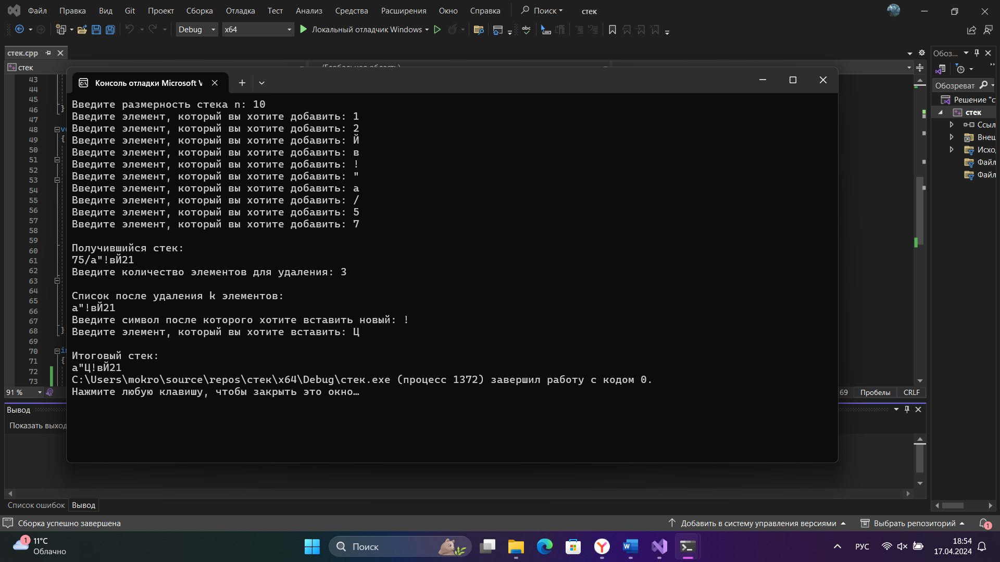 Файл Правка Вид Git Проект Сборка Отладка Тест Анализ Средства Расширения Окно Справка Поиск стек
Debug x64 Локальный отладчик Windows
стек.cpp
Обоз...
стек
Консоль отладки Microsoft V
Обозреват
Решение "с
стек
Ссыл
Внеш
Исхо
Файл
Файл
43
44
45
46
47
48
49
50
51
52
53
54
55
56
57
58
59
60
61
62
63
64
65
66
67
68
69
70
71
72
73
Введите размерность стека n: 10
Введите элемент, который вы хотите добавить: 1
Введите элемент, который вы хотите добавить: 2
Введите элемент, который вы хотите добавить: Й
Введите элемент, который вы хотите добавить: в
Введите элемент, который вы хотите добавить: !
Введите элемент, который вы хотите добавить: "
Введите элемент, который вы хотите добавить: а
Введите элемент, который вы хотите добавить: /
Введите элемент, который вы хотите добавить: 5
Введите элемент, который вы хотите добавить: 7
Получившийся стек:
75/а"!вЙ21
Введите количество элементов для удаления: 3
Список после удаления k элементов:
а"!вЙ21
Введите символ после которого хотите вставить новый: !
Введите элемент, который вы хотите вставить: Ц
Итоговый стек:
а"Ц!вЙ21
C:\Users\mokro\source\repos\стек\x64\Debug\стек.exe (процесс 1372) завершил работу с кодом 0.
Нажмите любую клавишу, чтобы закрыть это окно…
91 % 69 Пробелы CRLF
Вывод
Показать выход
Список ошибок Вывод
Сборка успешно завершена Добавить в систему управления версиями Выбрать репозиторий 1
1 11°C
Облачно
Поиск
РУС
18:54
17.04.2024